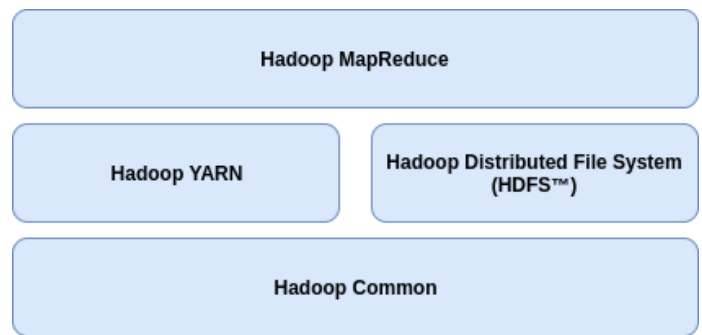 Hadoop MapReduce
Hadoop YARN
Hadoop Distributed File System
(HDFS™)
Hadoop Common